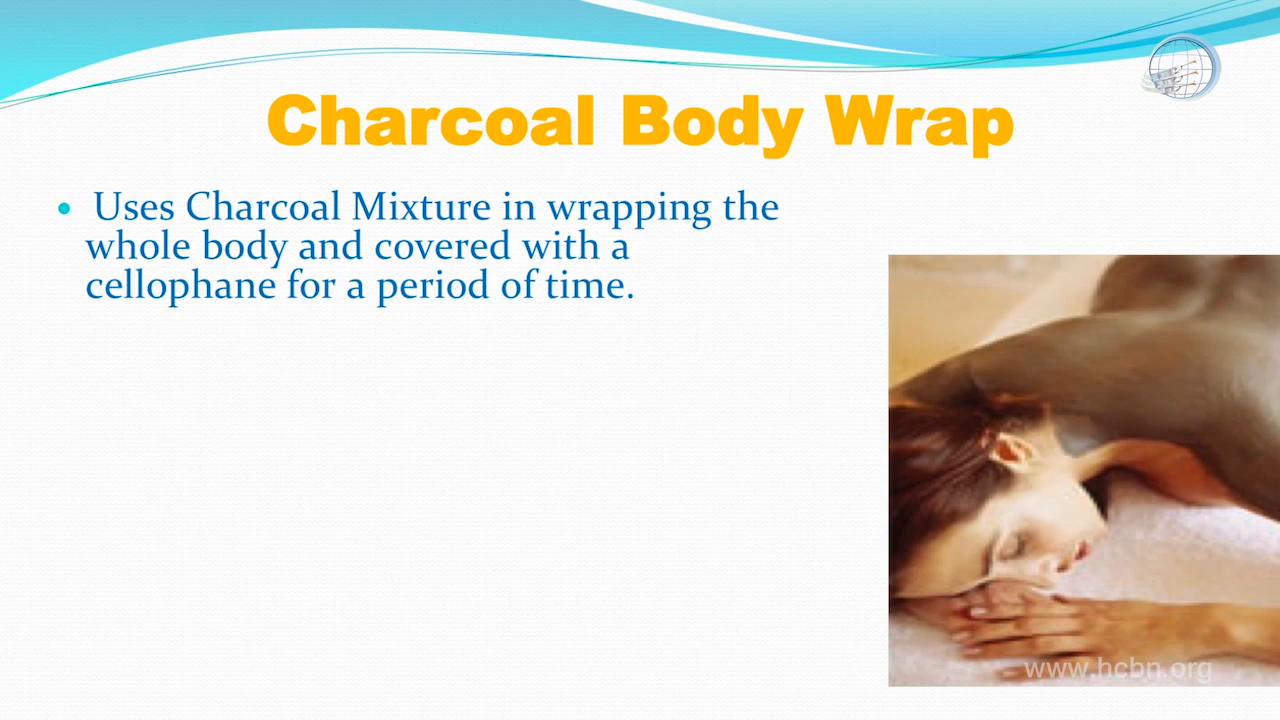 Charcoal Body Wrap
• Uses Charcoal Mixture in wrapping the
whole body and covered with a
cellophane for a period of time.
www.hcbn.org